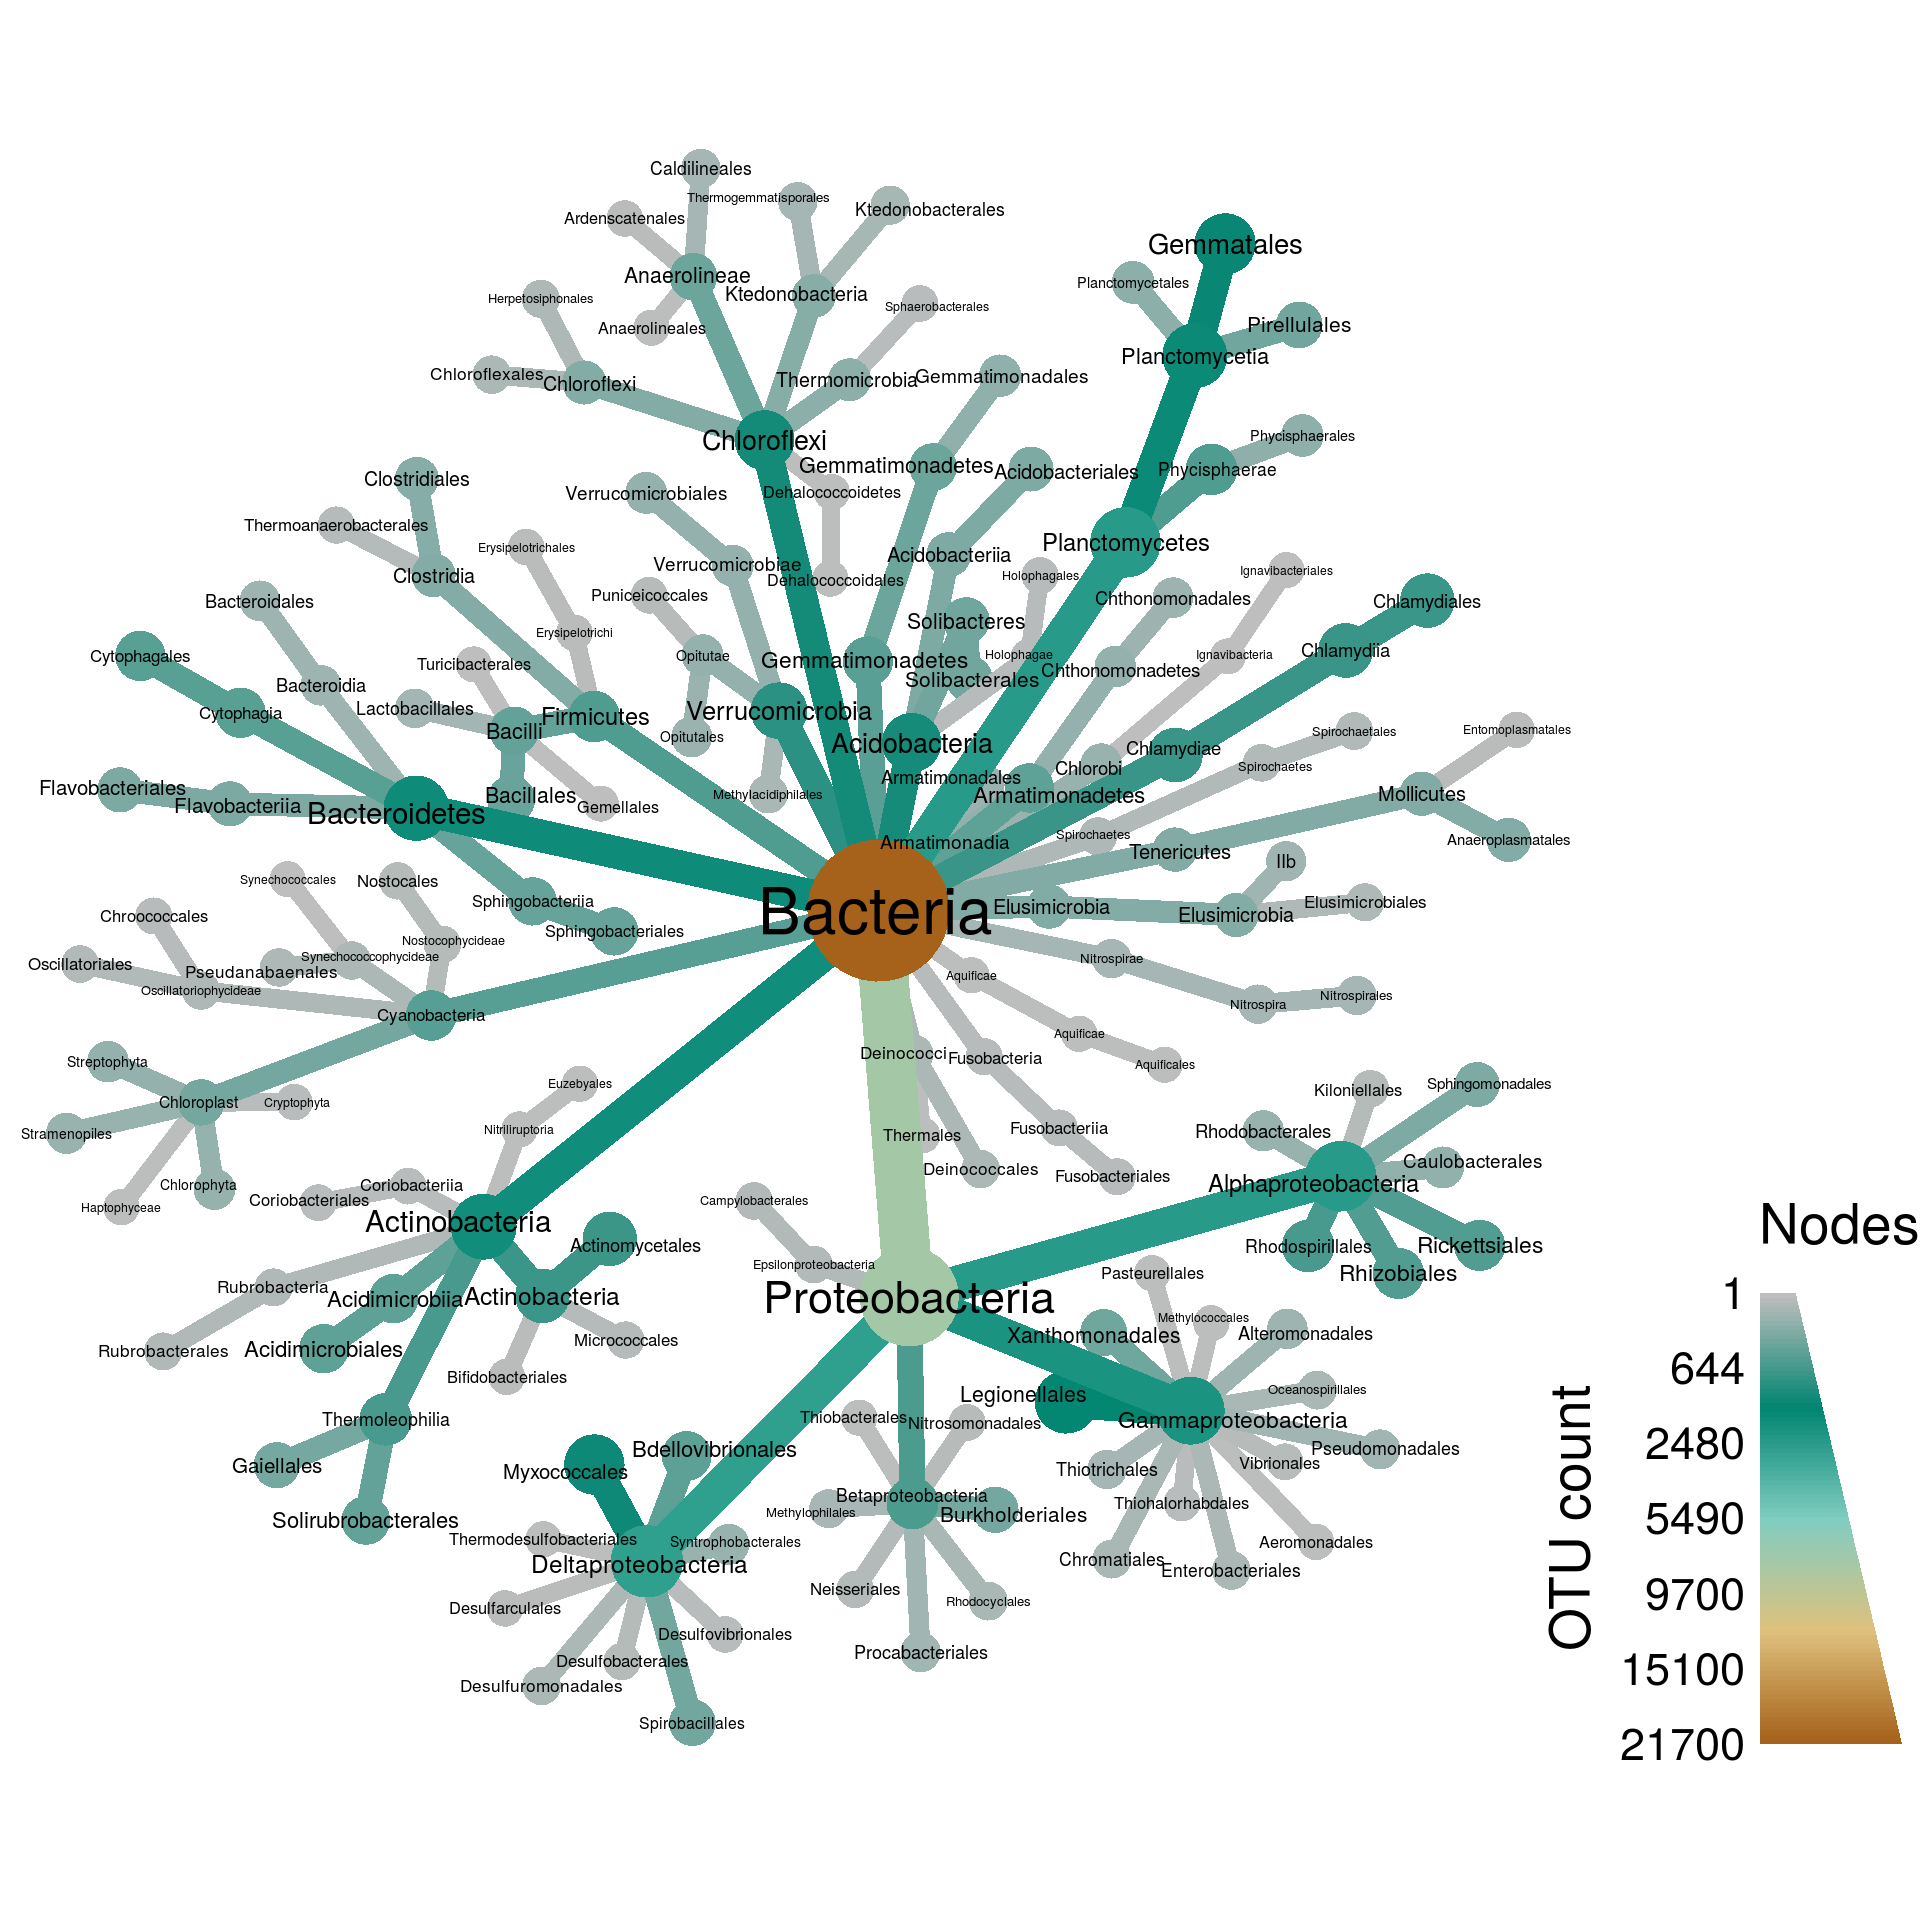 Caldilineales
Thermogemmatisporales
Ktedonobacterales
Ardenscatenales
Gemmatales
Anaerolineae
Ktedonobacteria
Planctomycetales
Herpetosiphonales
Sphaerobacterales
Anaerolineales
Pirellulales
Planctomycetia
Chloroflexales
Chloroflexi
Thermomicrobia
Gemmatimonadales
Chloroflexi
Phycisphaerales
Gemmatimonadetes
Acidobacteriales
Phycisphaerae
Clostridiales
Verrucomicrobiales
Dehalococcoidetes
Thermoanaerobacterales
Erysipelotrichales
Planctomycetes
Acidobacteriia
Verrucomicrobiae
Clostridia
Dehalococcoidales
Holophagales
Ignavibacteriales
Puniceicoccales
Chthonomonadales
Bacteroidales
Chlamydiales
Solibacteres
Erysipelotrichi
Cytophagales
Opitutae
Gemmatimonadetes
Holophagae
Ignavibacteria
Chlamydiia
Turicibacterales
Chthonomonadetes
Bacteroidia
Solibacterales
Cytophagia
Lactobacillales
Firmicutes
Verrucomicrobia
Bacilli
Opitutales
Acidobacteria
Chlamydiae
Spirochaetales
Entomoplasmatales
Chlorobi
Spirochaetes
Armatimonadales
Flavobacteriales
Flavobacteriia
Bacteroidetes
Bacillales
Gemellales
Methylacidiphilales
Armatimonadetes
Mollicutes
Spirochaetes
Armatimonadia
Tenericutes
Anaeroplasmatales
IIb
Synechococcales
Nostocales
Sphingobacteriia
Bacteria
Elusimicrobia
Elusimicrobia
Elusimicrobiales
Chroococcales
Nostocophycideae
Sphingobacteriales
Oscillatoriales
Pseudanabaenales
Synechococcophycideae
Nitrospirae
Aquificae
Oscillatoriophycideae
Nitrospira
Nitrospirales
Cyanobacteria
Aquificae
Deinococci
Fusobacteria
Aquificales
Streptophyta
Euzebyales
Kiloniellales
Sphingomonadales
Chloroplast
Cryptophyta
Stramenopiles
Nitriliruptoria
Thermales
Fusobacteriia
Rhodobacterales
Deinococcales
Fusobacteriales
Caulobacterales
Chlorophyta
Coriobacteriia
Alphaproteobacteria
Haptophyceae
Coriobacteriales
Campylobacterales
Actinobacteria
Nodes
Actinomycetales
Rhodospirillales
Rickettsiales
Epsilonproteobacteria
Pasteurellales
Rhizobiales
Rubrobacteria
Acidimicrobiia
Actinobacteria
Proteobacteria
1
Methylococcales
Xanthomonadales
Alteromonadales
Rubrobacterales
Acidimicrobiales
Micrococcales
644
Bifidobacteriales
Legionellales
Oceanospirillales
Thermoleophilia
Thiobacterales
Nitrosomonadales
Gammaproteobacteria
2480
Bdellovibrionales
Pseudomonadales
Gaiellales
Myxococcales
Thiotrichales
Vibrionales
OTU count
Betaproteobacteria
Thiohalorhabdales
Methylophilales
Burkholderiales
5490
Solirubrobacterales
Thermodesulfobacteriales
Syntrophobacterales
Aeromonadales
Deltaproteobacteria
Chromatiales
Enterobacteriales
Neisseriales
Rhodocyclales
9700
Desulfarculales
Desulfovibrionales
Procabacteriales
Desulfobacterales
15100
Desulfuromonadales
Spirobacillales
21700